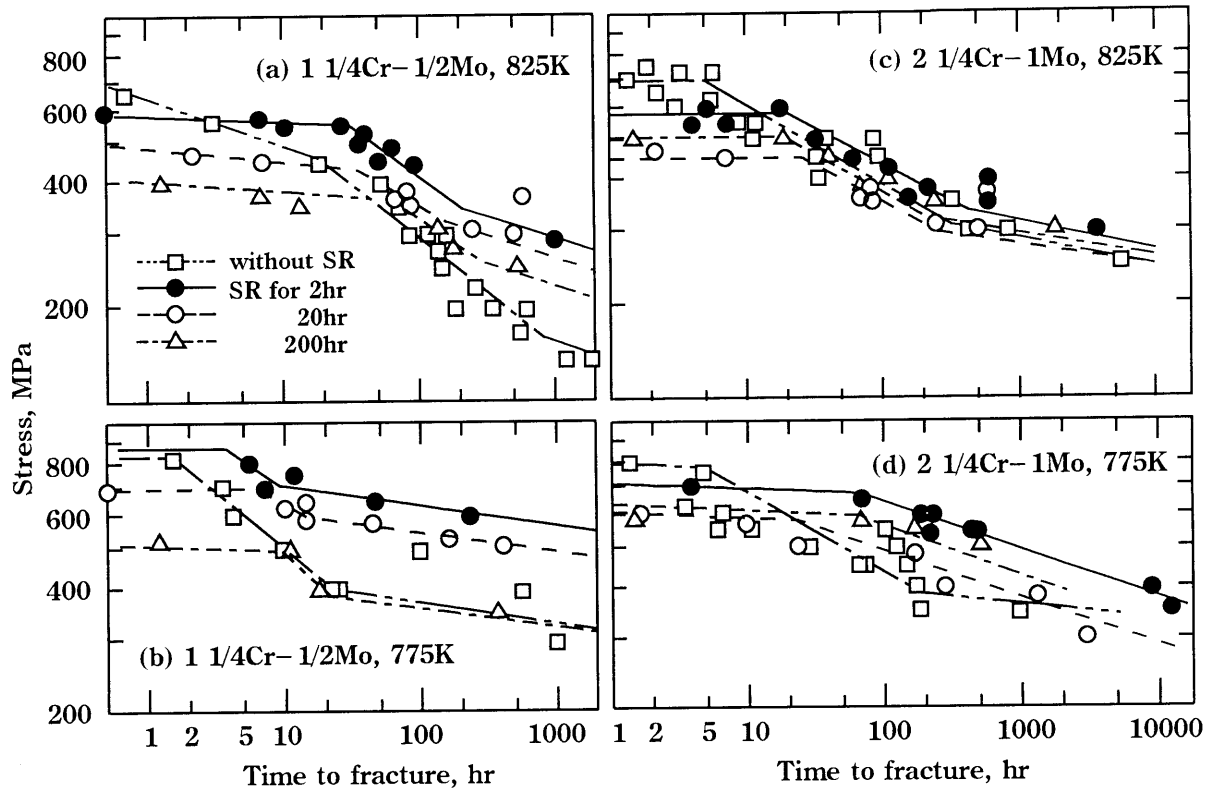 (a) 1 1/4Cr-1/2Mo, 825K
(c) 2 1/4Cr-1Mo, 825K
800
600
400
200
without SR
SR for 2hr
20hr
200hr
Stress, MPa
(d) 2 1/4Cr-1Mo, 775K
800
600
400
200
(b) 1 1/4Cr-1/2Mo, 775K
1 2 5 10 100 1000
1 2 5 10 100 1000 10000
Time to fracture, hr
Time to fracture, hr